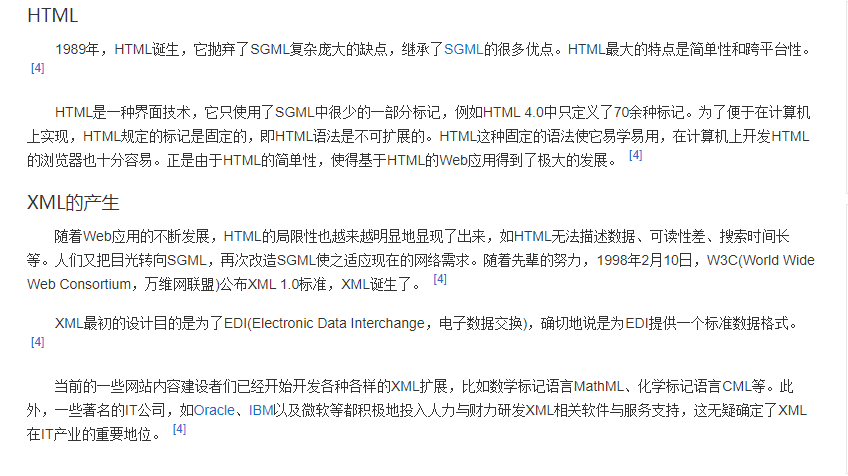 HTML
1989年，HTML诞生，它抛弃了SGML复杂庞大的缺点，继承了SGML的很多优点。HTML最大的特点是简单性和跨平台性。
[4]
HTML是一种界面技术，它只使用了SGML中很少的一部分标记，例如HTML 4.0中只定义了70余种标记。为了便于在计算机
上实现，HTML规定的标记是固定的，即HTML语法是不可扩展的。HTML这种固定的语法使它易学易用，在计算机上开发HTML
的浏览器也十分容易。正是由于HTML的简单性，使得基于HTML的Web应用得到了极大的发展。 [4]
XML的产生
随着Web应用的不断发展，HTML的局限性也越来越明显地显现了出来，如HTML无法描述数据、可读性差、搜索时间长
等。人们又把目光转向SGML，再次改造SGML使之适应现在的网络需求。随着先辈的努力，1998年2月10日，W3C(World Wide
Web Consortium，万维网联盟)公布XML 1.0标准，XML诞生了。 [4]
XML最初的设计目的是为了EDI(Electronic Data Interchange，电子数据交换)，确切地说是为EDI提供一个标准数据格式。
[4]
当前的一些网站内容建设者们已经开始开发各种各样的XML扩展，比如数学标记语言MathML、化学标记语言CML等。此
外，一些著名的IT公司，如Oracle、IBM以及微软等都积极地投入人力与财力研发XML相关软件与服务支持，这无疑确定了XML
在IT产业的重要地位。 [4]